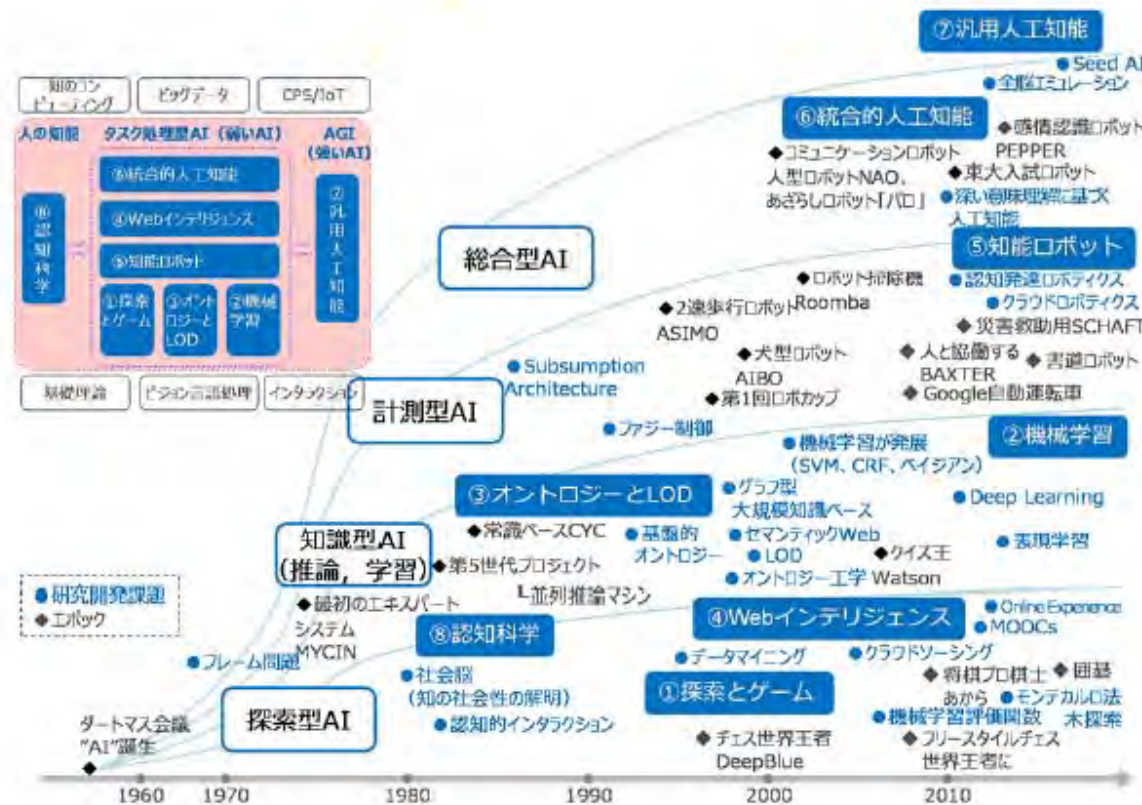 ⑦汎用人工知能
●Seed AI
●全脳エミュレーション
知のコン
ピューティング
ビッグデータ
CPS/IoT
人の知能
タスク処理型AI（弱いAI）
AGI
（強いAI）
⑥統合的人工知能
④Webインテリジェンス
⑤知能ロボット
①探索
とゲーム
③オント
ロジーと
LOD
②機械
学習
⑧認知科学
⑦汎用人工知能
基礎理論
ビジョン言語処理
インタラクション
⑥統合的人工知能
◆感情認識ロボット
PEPPER
◆コミュニケーションロボット
人型ロボットNAO、
あざらしロボット「パロ」
◆東大入試ロボット
●深い意味理解に基づく
人工知能
総合型AI
⑤知能ロボット
◆ロボット掃除機
Roomba
●認知発達ロボティクス
●クラウドロボティクス
◆2速歩行ロボット
ASIMO
◆災害救助用SCHAFT
◆犬型ロボット
AIBO
◆人と協働する
BAXTER
◆書道ロボット
●Subsumption
Architecture
◆第1回ロボカップ
◆Google自動運転車
計測型AI
●ファジー制御
②機械学習
●機械学習が発展
(SVM、CRF、ベイジアン)
③オントロジーとLOD
●グラフ型
大規模知識ベース
●Deep Learning
◆常識ベースCYC
●基盤的
オントロジー
●セマンティックWeb
●LOD
◆クイズ王
Watson
●表現学習
知識型AI
(推論，学習)
◆第5世代プロジェクト
┗並列推論マシン
●オントロジー工学
●研究開発課題
◆エポック
◆最初のエキスパート
システム
MYCIN
⑧認知科学
④Webインテリジェンス
●Online Experience
●MOOCs
●フレーム問題
●社会脳
(知の社会性の解明)
●認知的インタラクション
●データマイニング
●クラウドソーシング
①探索とゲーム
◆将棋プロ棋士
あから
◆囲碁
●モンテカルロ法
木探索
●機械学習評価関数
探索型AI
ダートマス会議
"AI"誕生
◆チェス世界王者
DeepBlue
◆フリースタイルチェス
世界王者に
1960
1970
1980
1990
2000
2010